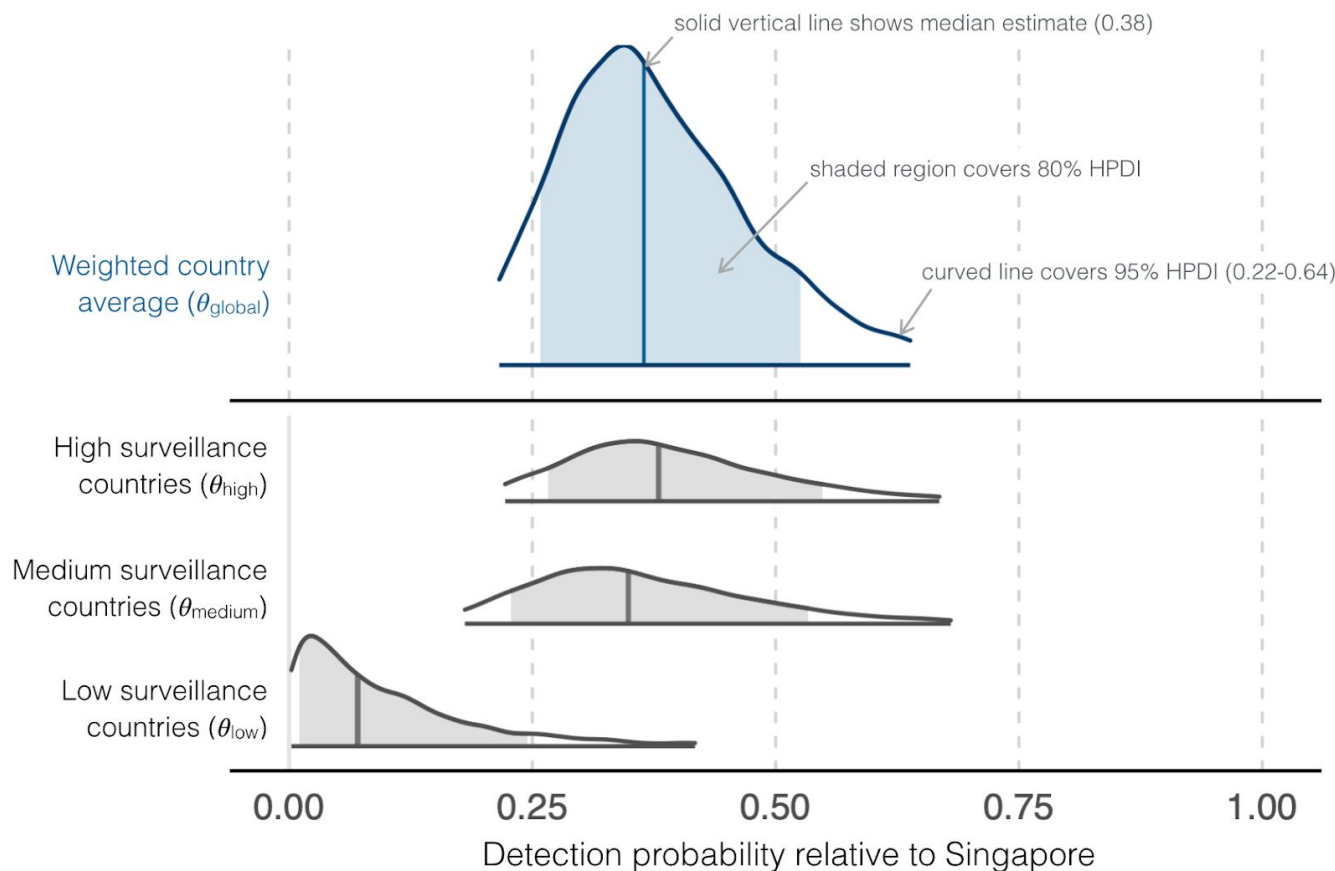 solid vertical line shows median estimate (0.38)
shaded region covers 80% HPDI
Weighted country
average (θglobal)
curved line covers 95% HPDI (0.22-0.64)
High surveillance
countries (θhigh)
Medium surveillance
countries (θmedium)
Low surveillance
countries (θlow)
0.00 0.25 0.50 0.75 1.00
Detection probability relative to Singapore